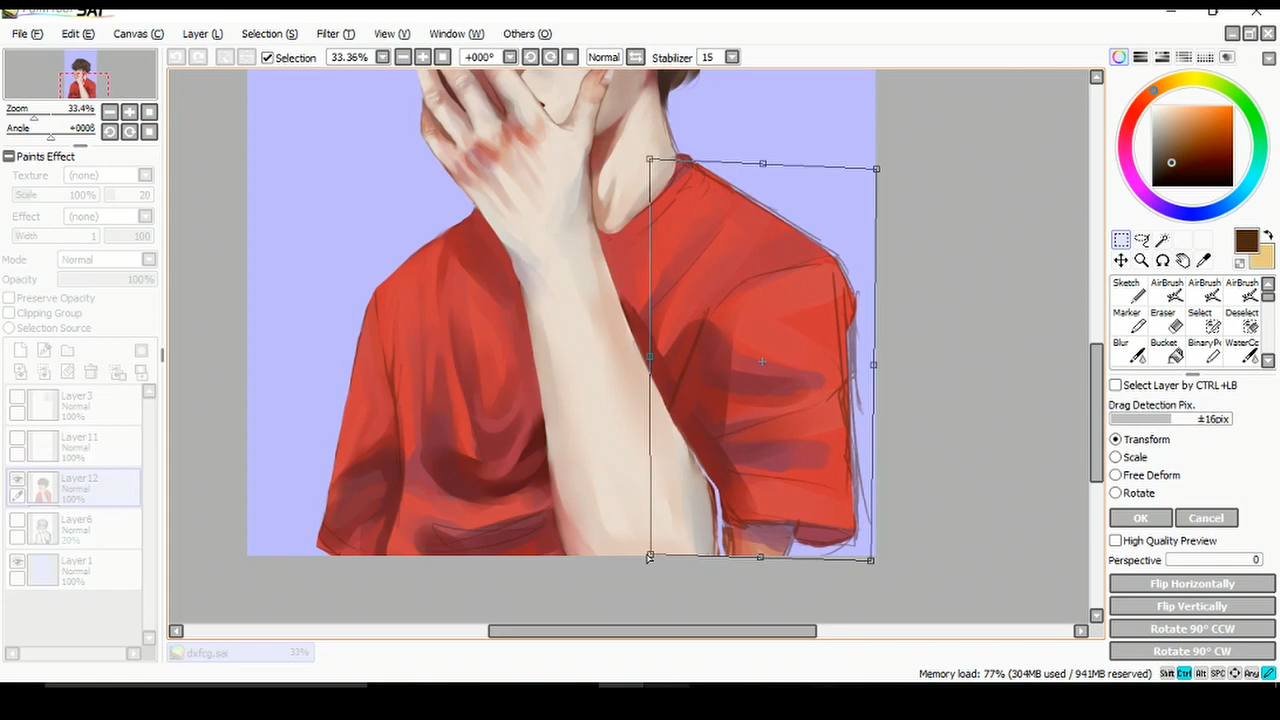 SAI
File (F) Edit (E) Canvas (C) Layer (L) Selection (S) Filter (T) View (V) Window (W) Others (O)
Selection 33.36% +000° Normal Stabilizer 15
Zoom 33.4%
Angle +000ß
Paints Effect
Texture (none)
Scale 100% 20
Effect (none)
Width 1 100
Mode Normal
Opacity 100%
Preserve Opacity
Clipping Group
Selection Source
Layer3
Normal
100%
Layer11
Normal
100%
Layer12
Normal
100%
Layer6
Normal
20%
Layer1
Normal
100%
dxfcg.sai 33%
Sketch AirBrush AirBrush AirBrush
Marker Eraser Select Deselect
Blur Bucket BinaryPe WaterCo
Select Layer by CTRL+LB
Drag Detection Pix.
±16pix
Transform
Scale
Free Deform
Rotate
OK Cancel
High Quality Preview
Perspective 0
Flip Horizontally
Flip Vertically
Rotate 90° CCW
Rotate 90° CW
Memory load: 77% (304MB used / 941MB reserved) Shift Ctrl Alt SPC Any